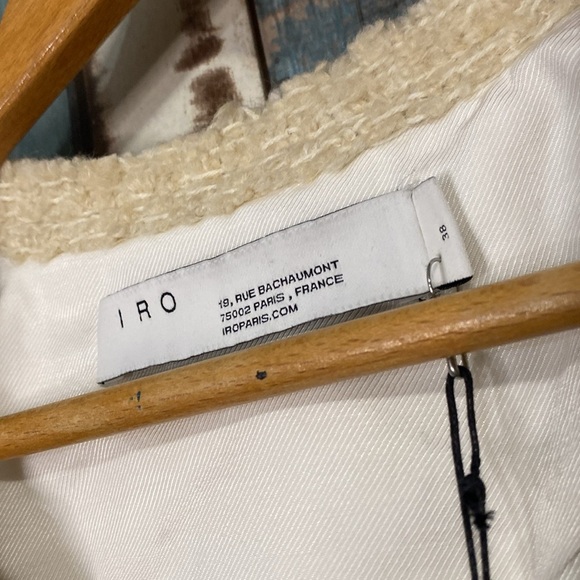 IRO
19, RUE BACHAUMONT
75002 PARIS, FRANCE
IROPARIS.COM
38